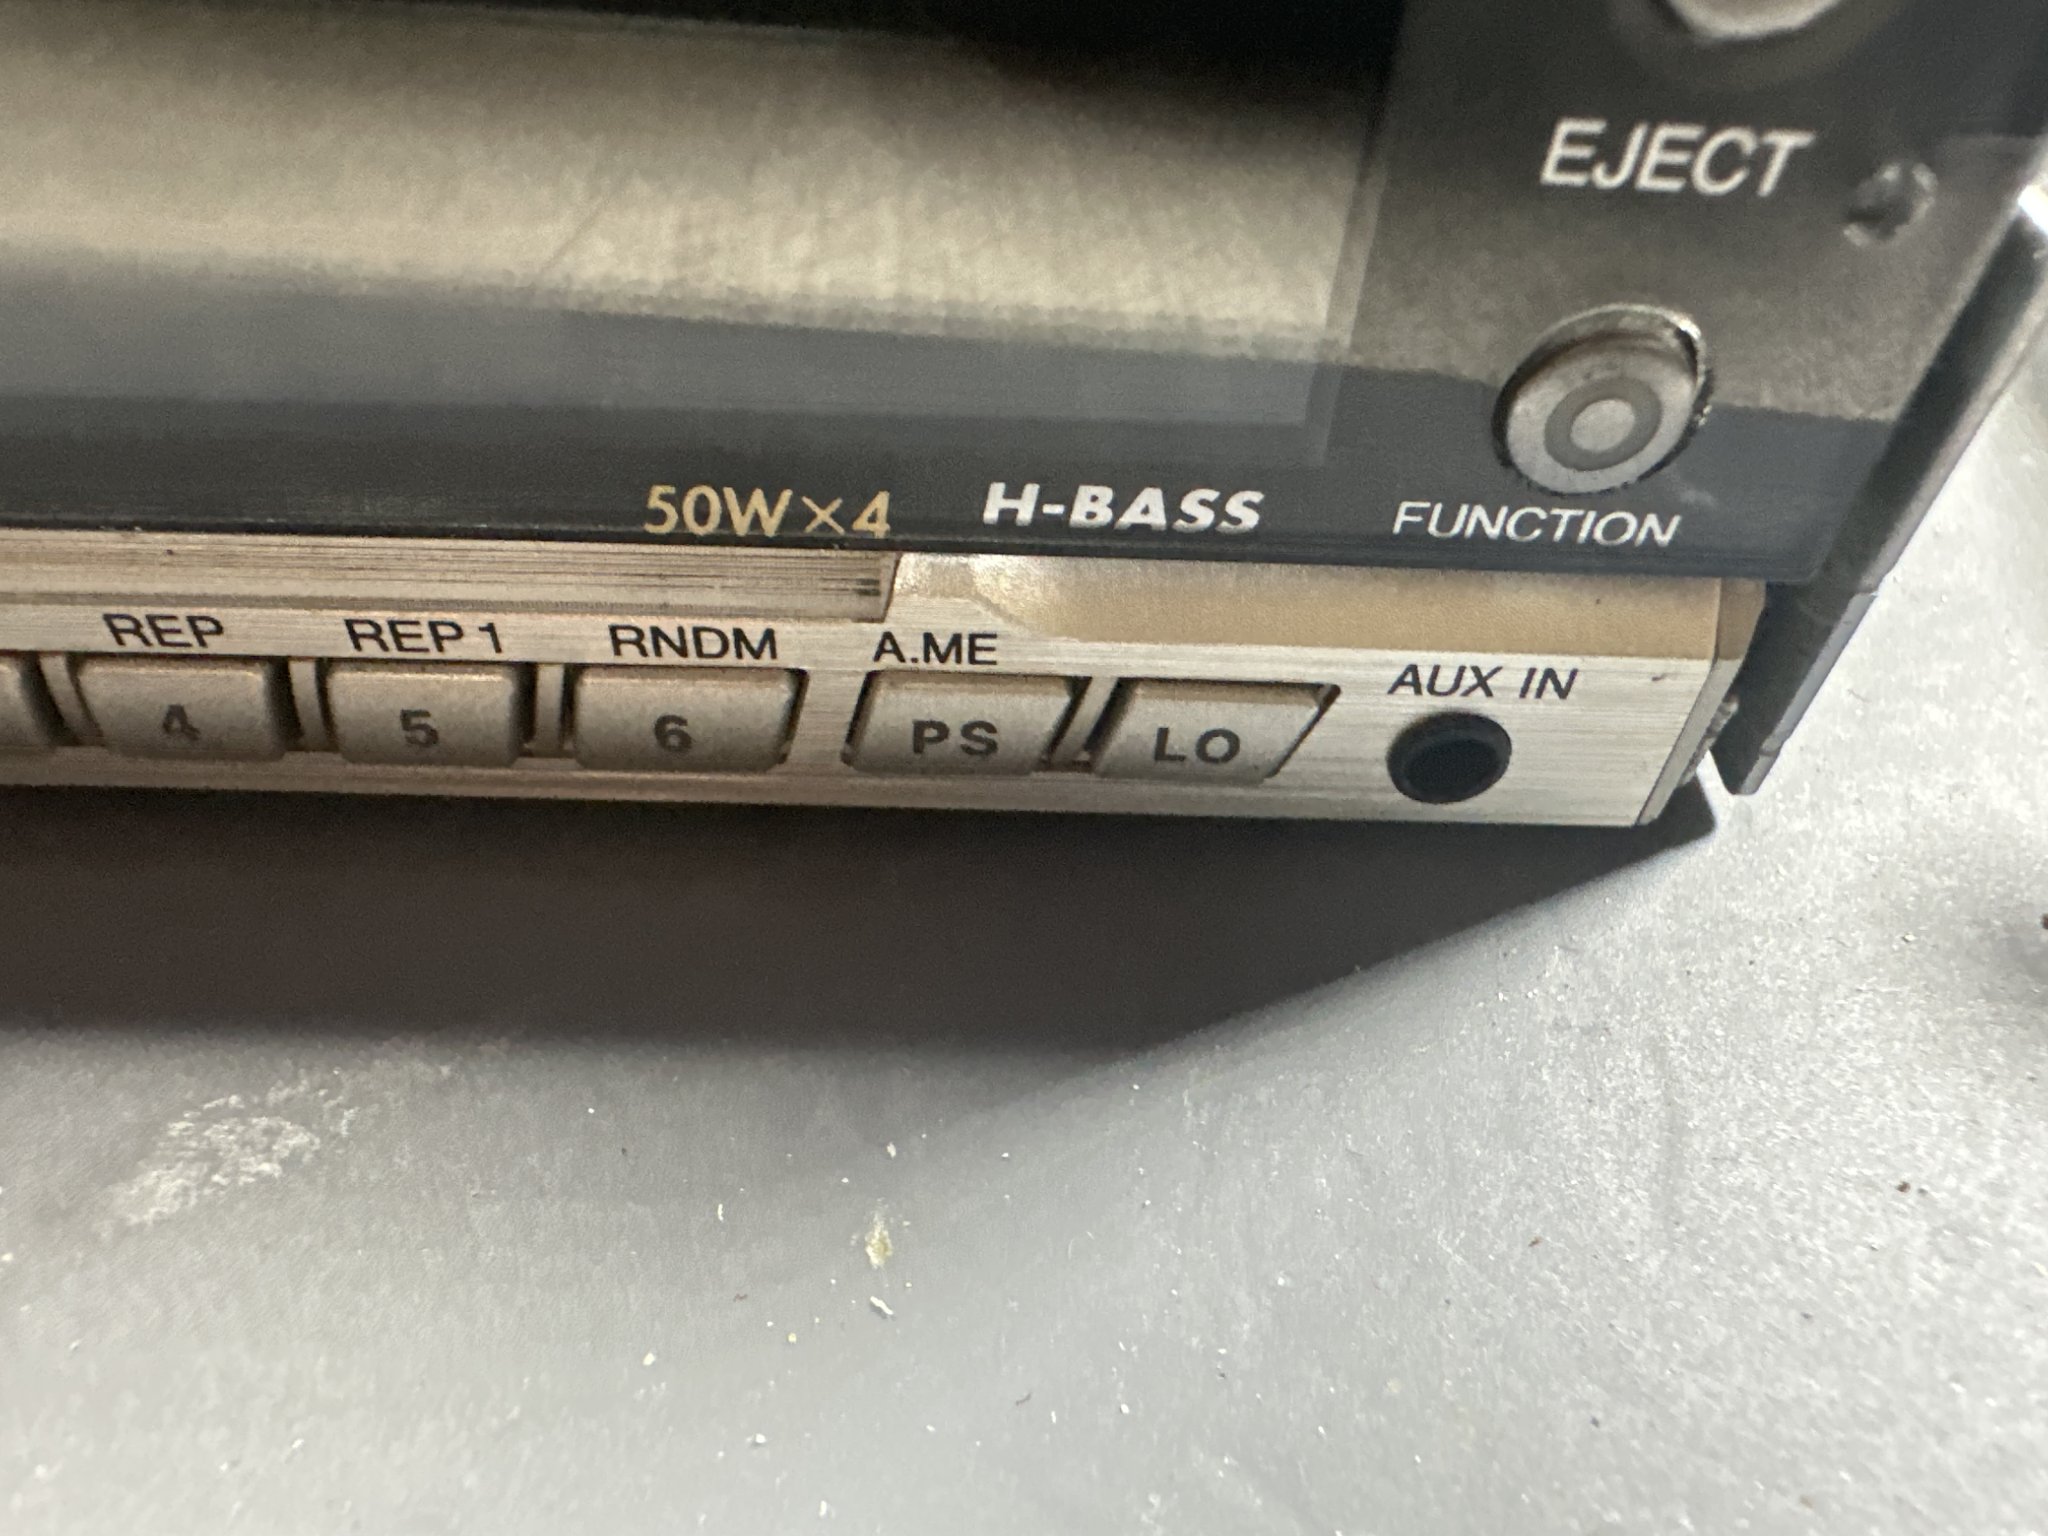 EJECT
50W×4 H-BASS FUNCTION
REP REP 1 RNDM A.ME AUX IN
4 5 6 PS LO